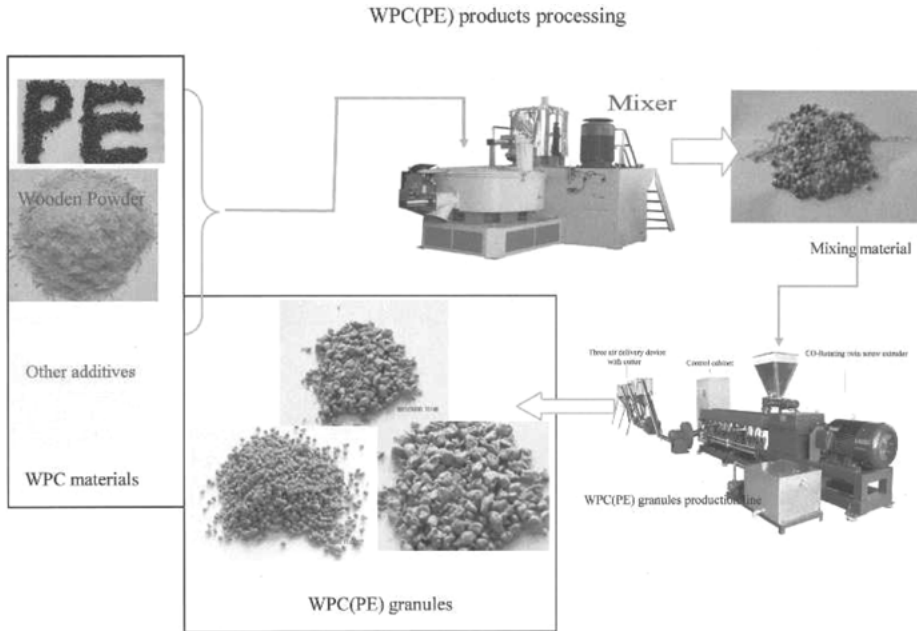 WPC(PE) products processing
PE
Mixer
Wooden Powder
Mixing material
Other additives
Three air delivery device
with cutter
Control cabinet
CO-Rotating twin screw extruder
WPC materials
WPC(PE) granules production line
WPC(PE) granules